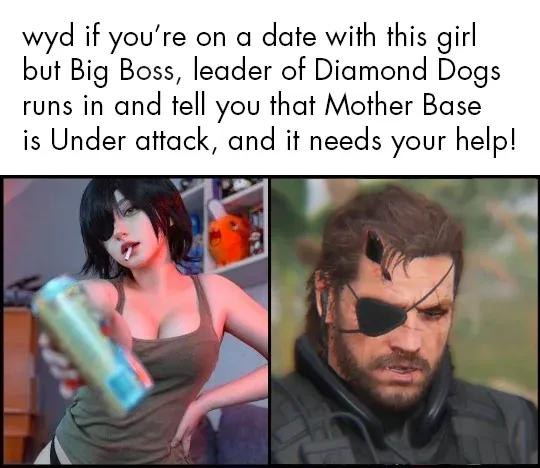 wyd if you're on a date with this girl
but Big Boss, leader of Diamond Dogs
runs in and tell you that Mother Base
is Under attack, and it needs your help!